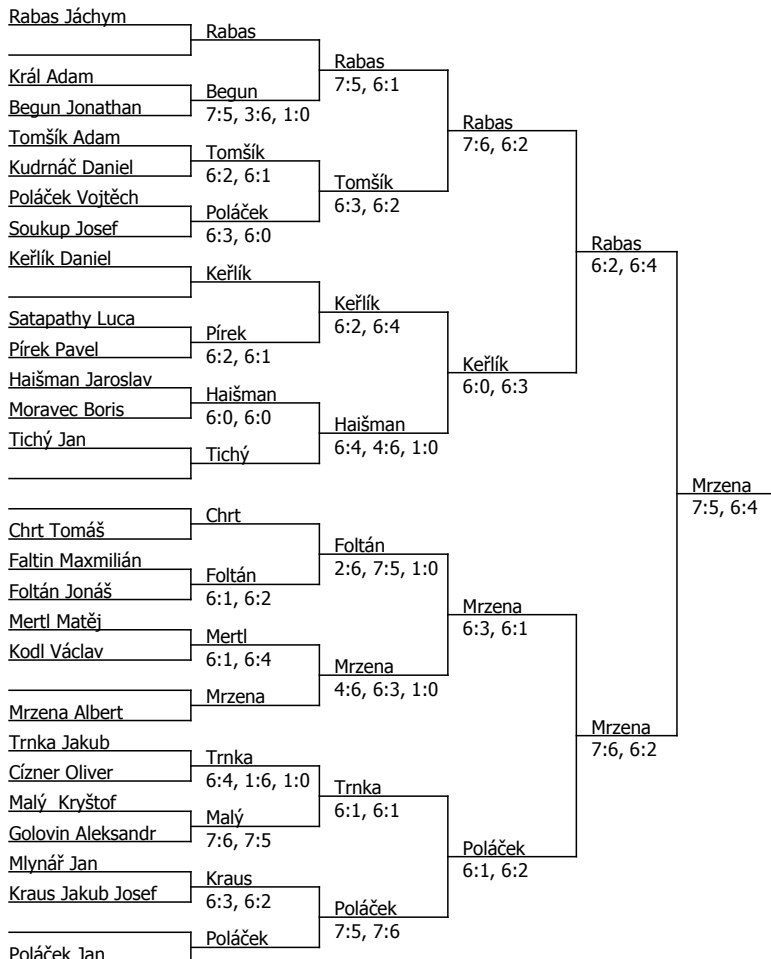 Rabas Jáchym
Rabas
Král Adam
Begun Jonathan
Begun
7:5, 3:6, 1:0
Rabas
7:5, 6:1
Tomšík Adam
Kudrnáč Daniel
Tomšík
6:2, 6:1
Poláček Vojtěch
Soukup Josef
Poláček
6:3, 6:0
Tomšík
6:3, 6:2
Rabas
7:6, 6:2
Keřlík Daniel
Keřlík
Satapathy Luca
Pírek Pavel
Pírek
6:2, 6:1
Keřlík
6:2, 6:4
Haišman Jaroslav
Moravec Boris
Haišman
6:0, 6:0
Tichý Jan
Tichý
Haišman
6:4, 4:6, 1:0
Keřlík
6:0, 6:3
Rabas
6:2, 6:4
Chrt Tomáš
Chrt
Faltin Maxmilián
Foltán Jonáš
Foltán
6:1, 6:2
Foltán
2:6, 7:5, 1:0
Mertl Matěj
Kodl Václav
Mertl
6:1, 6:4
Mrzena Albert
Mrzena
Mrzena
4:6, 6:3, 1:0
Mrzena
6:3, 6:1
Trnka Jakub
Cízner Oliver
Trnka
6:4, 1:6, 1:0
Malý  Kryštof
Golovin Aleksandr
Malý
7:6, 7:5
Trnka
6:1, 6:1
Mlynář Jan
Kraus Jakub Josef
Kraus
6:3, 6:2
Poláček Jan
Poláček
Poláček
7:5, 7:6
Poláček
6:1, 6:2
Mrzena
7:6, 6:2
Mrzena
7:5, 6:4